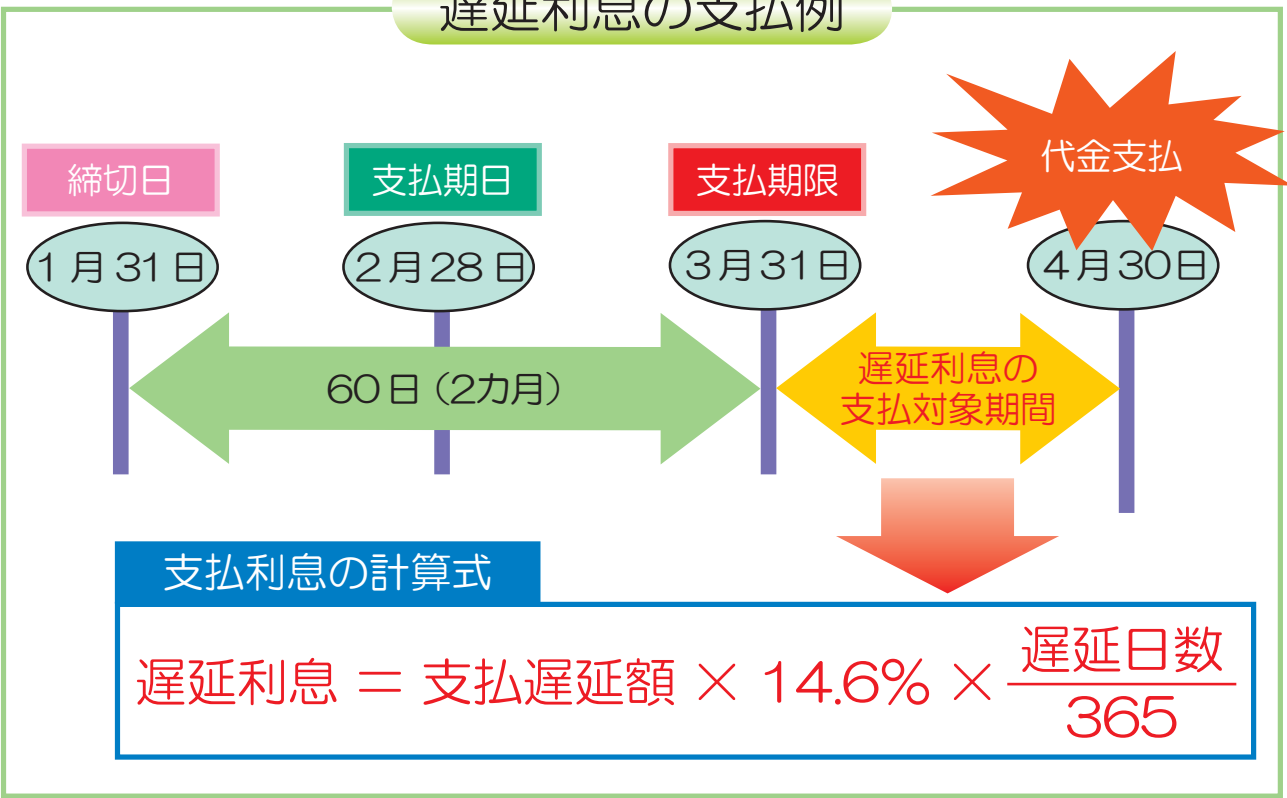 遅延利息の支払例
代金支払
締切日
支払期日
支払期限
1月31日
2月28日
3月31日
4月30日
60日(2カ月)
遅延利息の
支払対象期間
支払利息の計算式
遅延利息 = 支払遅延額 × 14.6% × 遅延日数
365